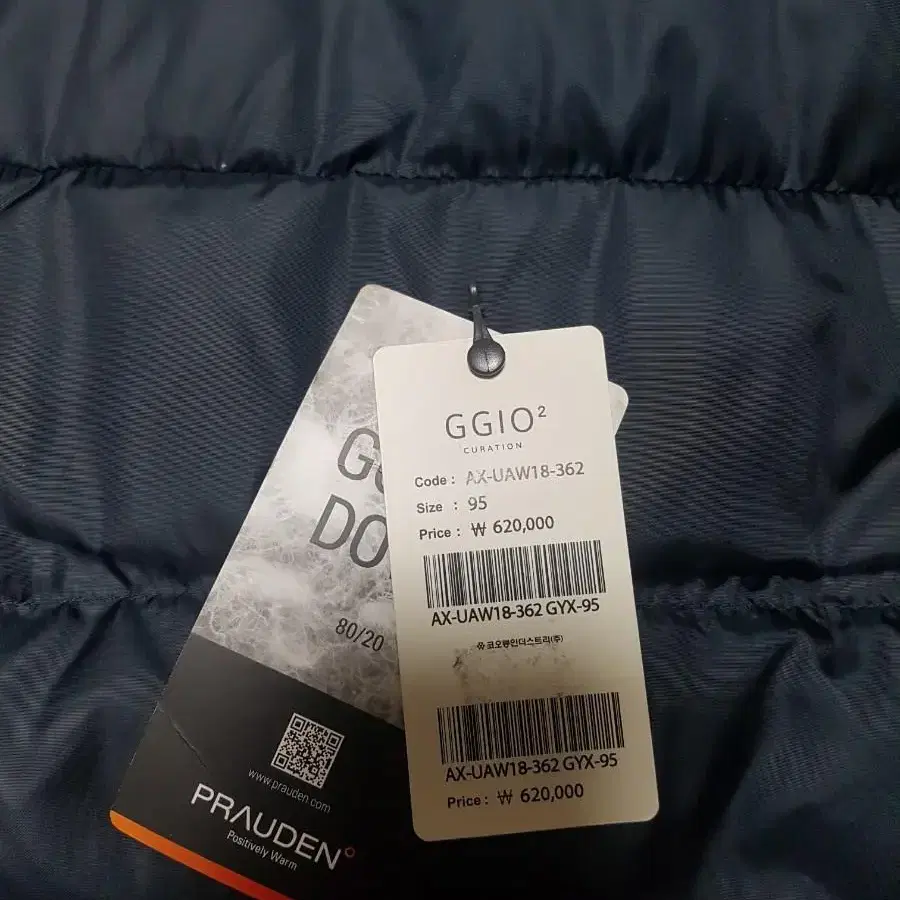 GGIO²
CURATION
Code : AX-UAW18-362
Size : 95
Price : ₩ 620,000
AX-UAW18-362 GYX-95
코오롱인더스트리(주)
AX-UAW18-362 GYX-95
Price : ₩ 620,000
80/20
www.prauden.com
PRAUDEN°
Positively Warm